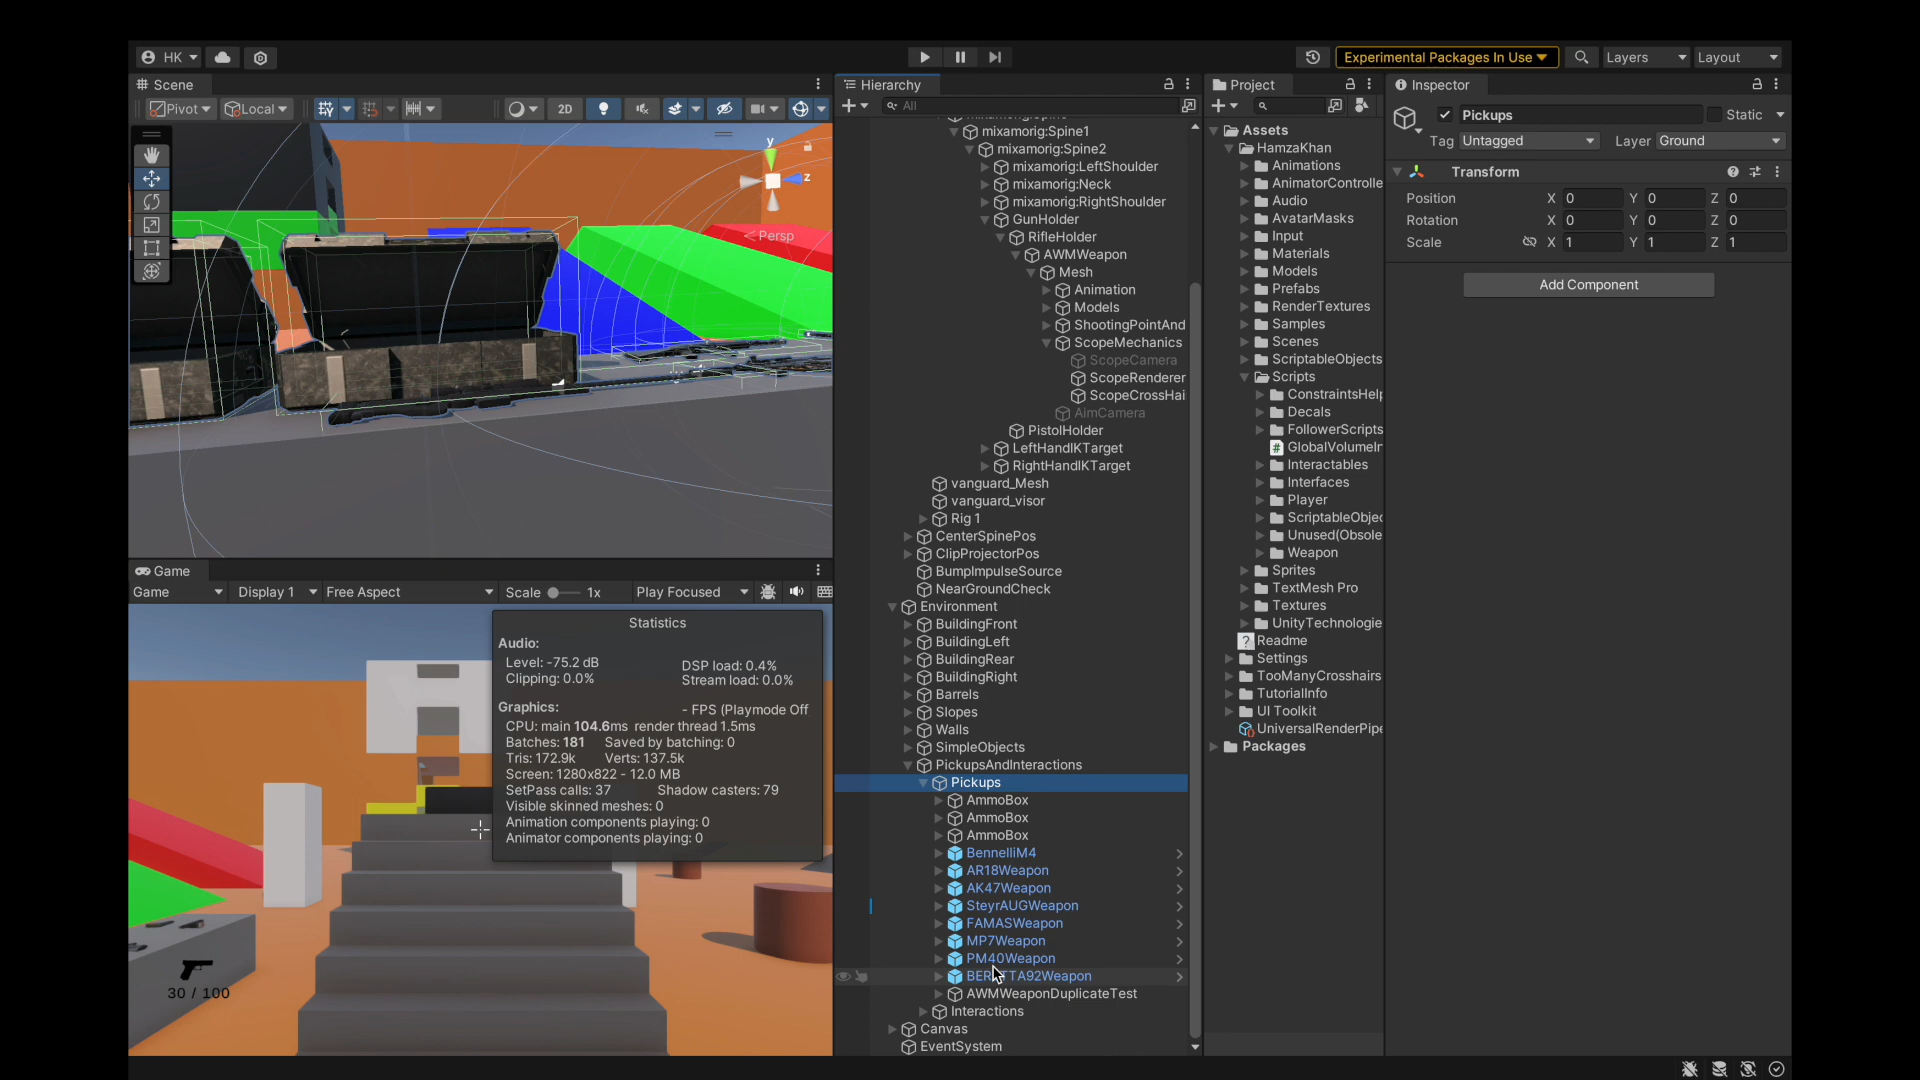 HK
Experimental Packages In Use
Layers
Layout
Scene
Pivot
Local
2D
y
z
Persp
Game
Game
Display 1
Free Aspect
Scale
1x
Play Focused
Statistics
Audio:
Level: -75.2 dB
DSP load: 0.4%
Clipping: 0.0%
Stream load: 0.0%
Graphics:
- FPS (Playmode Off
CPU: main 104.6ms render thread 1.5ms
Batches: 181 Saved by batching: 0
Tris: 172.9k Verts: 137.5k
Screen: 1280x822 - 12.0 MB
SetPass calls: 37 Shadow casters: 79
Visible skinned meshes: 0
Animation components playing: 0
Animator components playing: 0
30 / 100
Hierarchy
All
mixamorig:Spine1
mixamorig:Spine2
mixamorig:LeftShoulder
mixamorig:Neck
mixamorig:RightShoulder
GunHolder
RifleHolder
AWMWeapon
Mesh
Animation
Models
ShootingPointAnd
ScopeMechanics
ScopeCamera
ScopeRenderer
ScopeCrossHai
AimCamera
PistolHolder
LeftHandIKTarget
RightHandIKTarget
vanguard_Mesh
vanguard_visor
Rig 1
CenterSpinePos
ClipProjectorPos
BumpImpulseSource
NearGroundCheck
Environment
BuildingFront
BuildingLeft
BuildingRear
BuildingRight
Barrels
Slopes
Walls
SimpleObjects
PickupsAndInteractions
Pickups
AmmoBox
AmmoBox
AmmoBox
BennelliM4
AR18Weapon
AK47Weapon
SteyrAUGWeapon
FAMASWeapon
MP7Weapon
PM40Weapon
AWMWeaponDuplicateTest
Interactions
Canvas
EventSystem
Project
Assets
HamzaKhan
Animations
AnimatorControlle
Audio
AvatarMasks
Input
Materials
Models
Prefabs
RenderTextures
Samples
Scenes
ScriptableObjects
Scripts
ConstraintsHelp
Decals
FollowerScripts
GlobalVolumeIn
Interactables
Interfaces
Player
ScriptableObjec
Unused(Obsole
Weapon
Sprites
TextMesh Pro
Textures
UnityTechnologie
Readme
Settings
TooManyCrosshairs
TutorialInfo
UI Toolkit
UniversalRenderPipe
Packages
Inspector
Pickups
Static
Tag Untagged Layer Ground
Transform
Position X 0 Y 0 Z 0
Rotation X 0 Y 0 Z 0
Scale X 1 Y 1 Z 1
Add Component